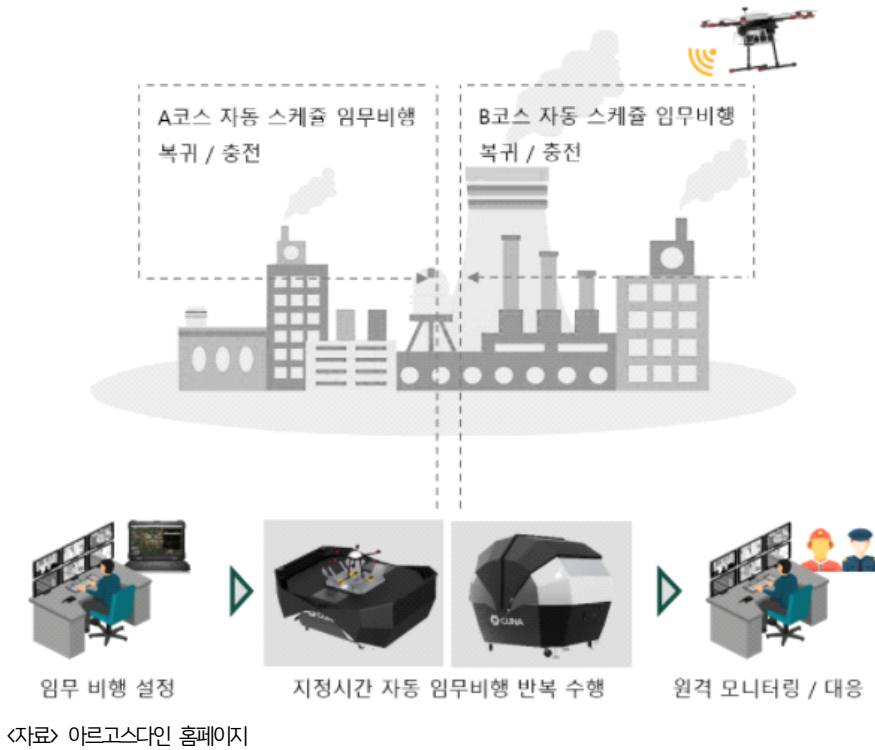 A코스 자동 스케쥴 임무비행
복귀 / 충전
B코스 자동 스케쥴 임무비행
복귀 / 충전
CUNA
CUNA
임무 비행 설정
지정시간 자동 임무비행 반복 수행
원격 모니터링 / 대응
<자료> 아르고스다인 홈페이지